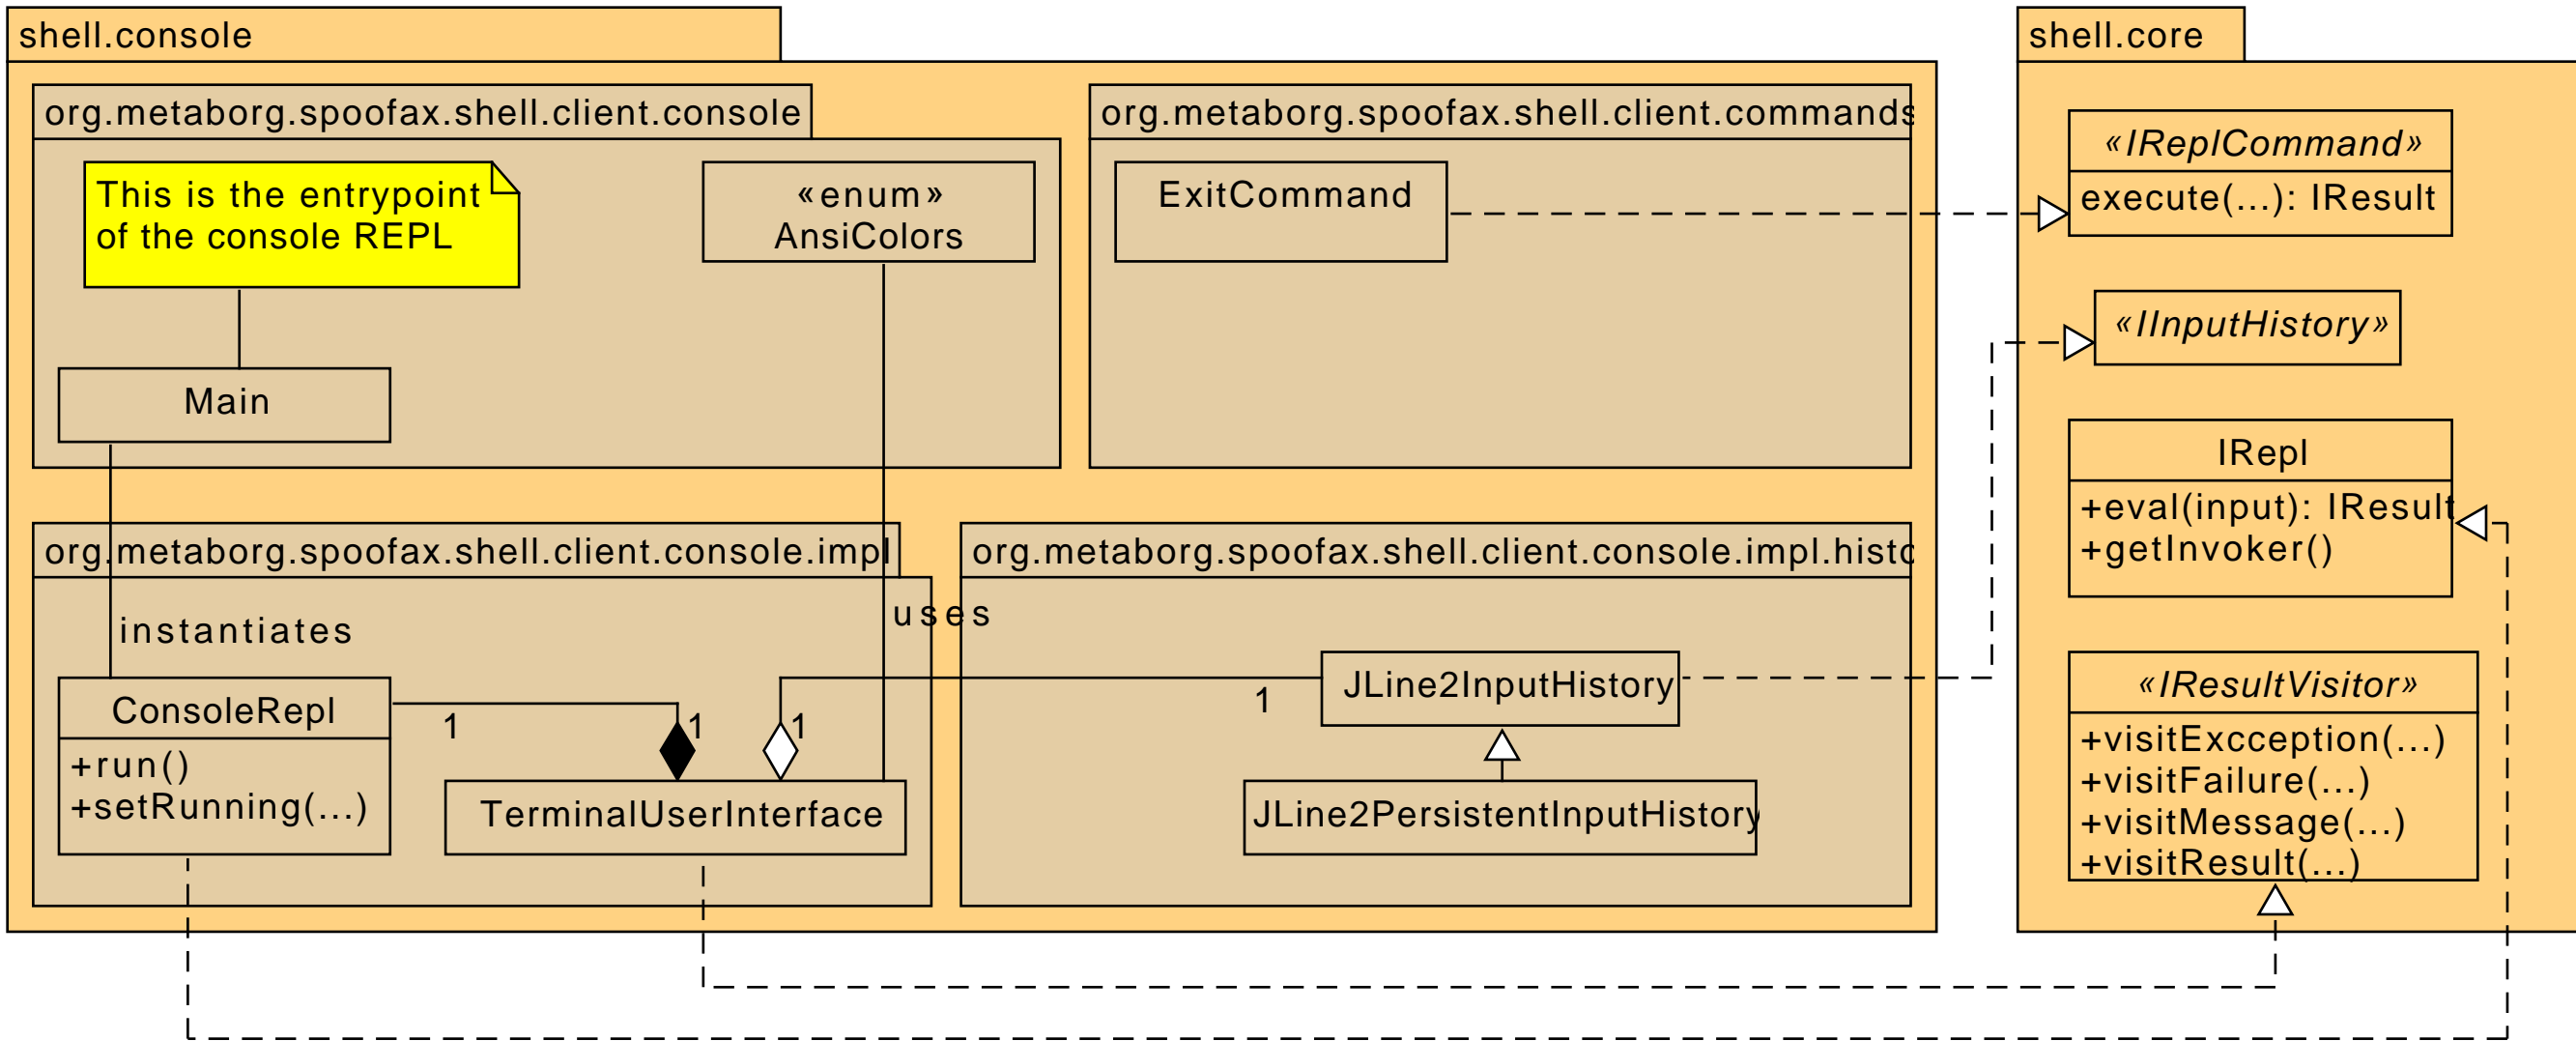 shell.console
shell.core
org.metaborg.spoofax.shell.client.console
org.metaborg.spoofax.shell.client.commands
This is the entrypoint
of the console REPL
«enum»
AnsiColors
ExitCommand
«IReplCommand»
execute(...): IResult
«IInputHistory»
Main
IRepl
+eval(input): IResult
+getInvoker()
org.metaborg.spoofax.shell.client.console.impl
org.metaborg.spoofax.shell.client.console.impl.histo
instantiates
uses
ConsoleRepl
+run()
+setRunning(...)
1
1
1
1
TerminalUserInterface
JLine2InputHistory
JLine2PersistentInputHistory
«IResultVisitor»
+visitExcception(...)
+visitFailure(...)
+visitMessage(...)
+visitResult(...)